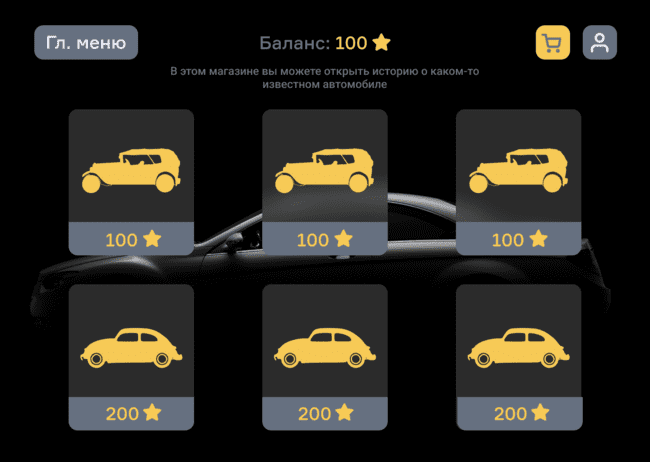 Гл. меню
Баланс: 100
В этом магазине вы можете открыть историю о каком-то
известном автомобиле
100
100
100
200
200
200